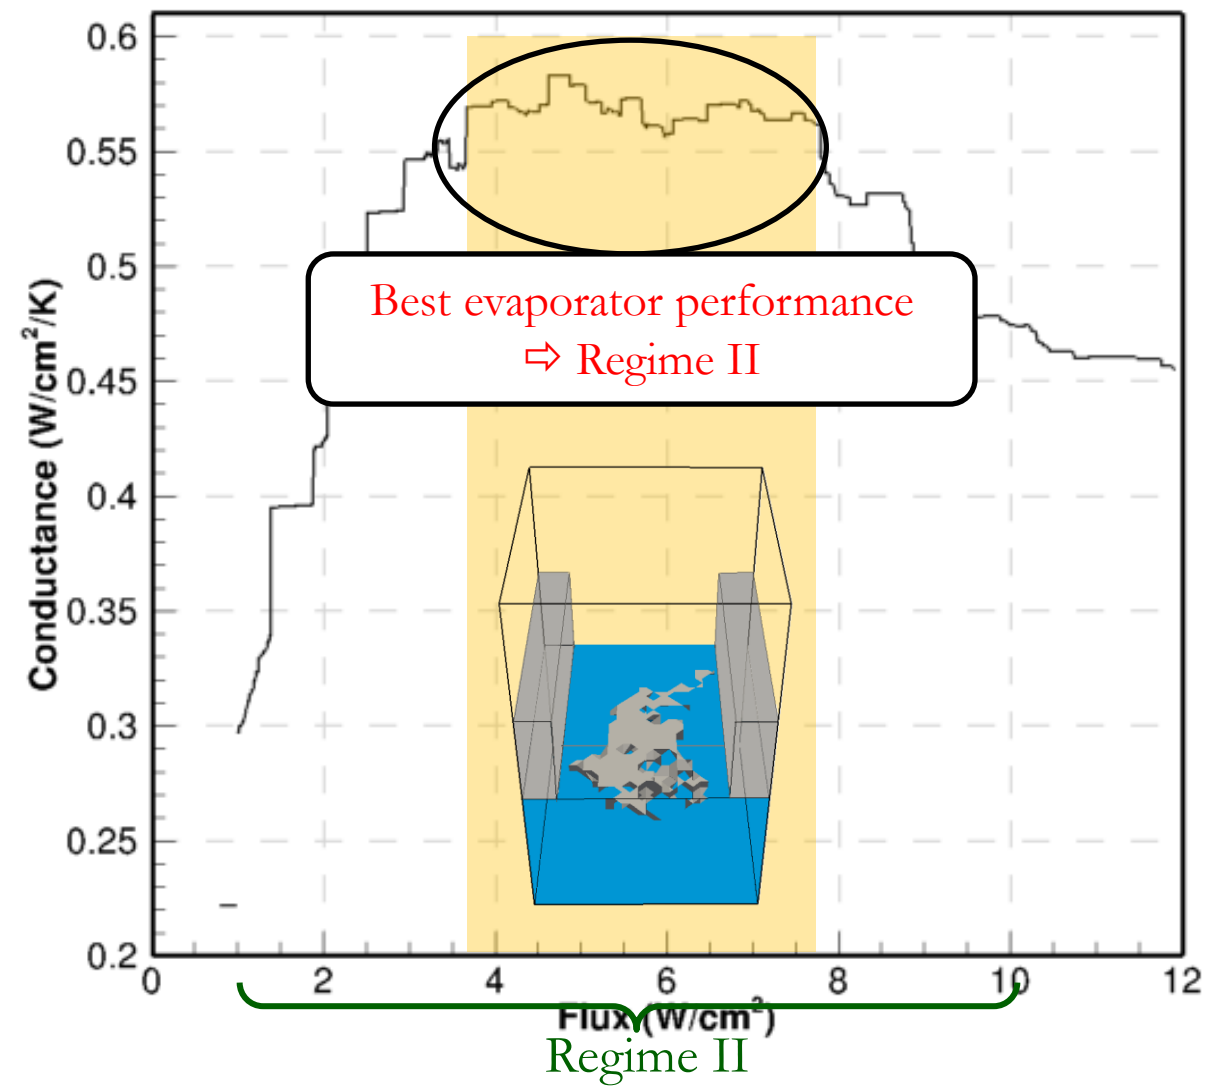 0.6
0.55
0.5
0.45
0.4
0.35
0.3
0.25
0.2
Conductance (W/cm²/K)
Best evaporator performance
⇨ Regime II
0 2 4 6 8 10 12
Flux (W/cm²)
Regime II